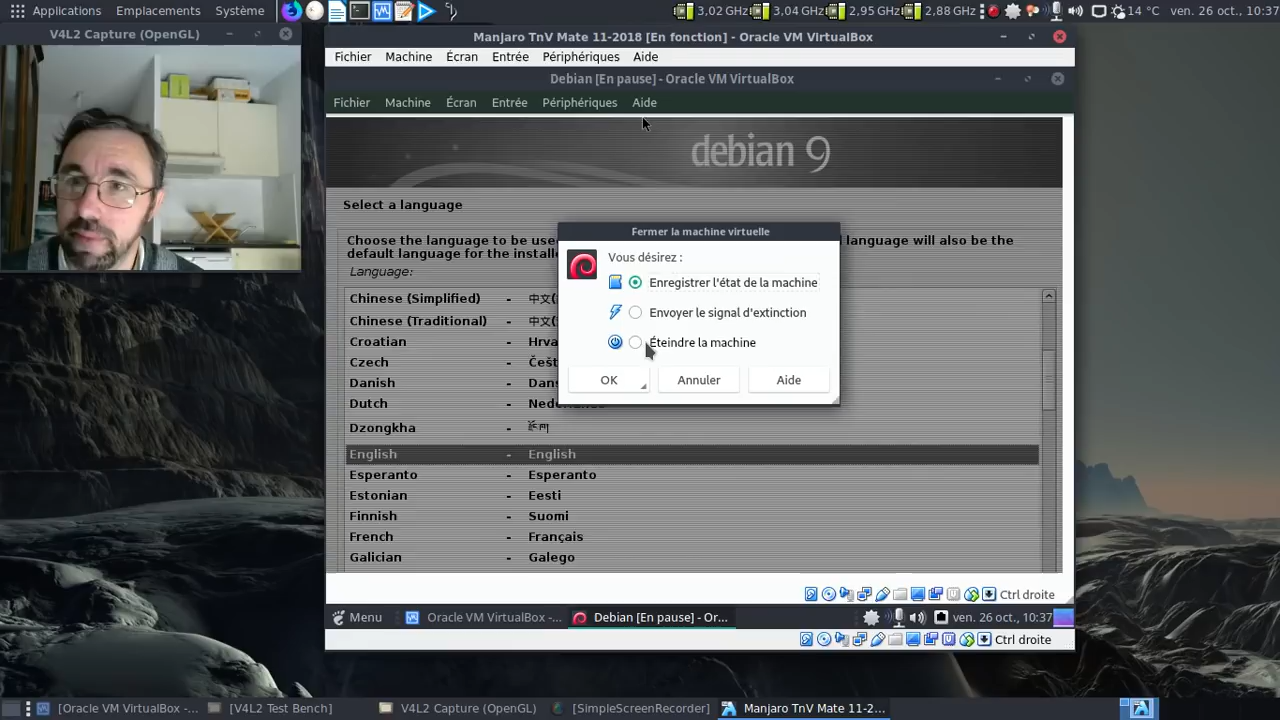 Applications Emplacements Système
3,02 GHz 3,04 GHz 2,95 GHz 2,88 GHz 14 °C ven. 26 oct., 10:37
V4L2 Capture (OpenGL)
Manjaro TnV Mate 11-2018 [En fonction] - Oracle VM VirtualBox
Fichier Machine Écran Entrée Périphériques Aide
Debian [En pause] - Oracle VM VirtualBox
Fichier Machine Écran Entrée Périphériques Aide
debian 9
Select a language
Choose the language to be use l language will also be the
default language for the installe
Language:
Chinese (Simplified) - 中文(
Chinese (Traditional) - 中文(
Croatian - Hrva
Czech - Češt
Danish - Dans
Dutch - Nederlands
Dzongkha -
English - English
Esperanto - Esperanto
Estonian - Eesti
Finnish - Suomi
French - Français
Galician - Galego
Fermer la machine virtuelle
Vous désirez :
Enregistrer l'état de la machine
Envoyer le signal d'extinction
Éteindre la machine
OK Annuler Aide
Ctrl droite
Menu Oracle VM VirtualBox -... Debian [En pause] - Or... ven. 26 oct., 10:37
Ctrl droite
[Oracle VM VirtualBox -... [V4L2 Test Bench] V4L2 Capture (OpenGL) [SimpleScreenRecorder] Manjaro TnV Mate 11-2...